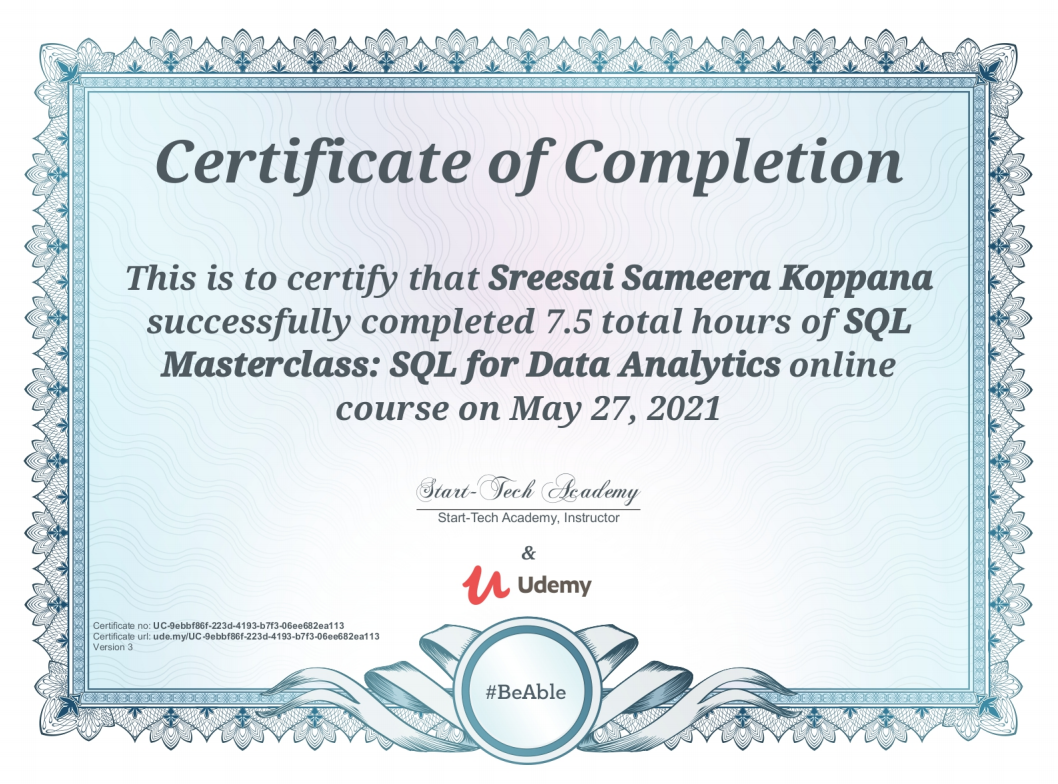 Certificate of Completion
This is to certify that Sreesai Sameera Koppana
successfully completed 7.5 total hours of SQL
Masterclass: SQL for Data Analytics online
course on May 27, 2021
Start-Tech Academy
Start-Tech Academy, Instructor
&
Udemy
Certificate no: UC-9ebbf86f-223d-4193-b7f3-06ee682ea113
Certificate url: ude.my/UC-9ebbf86f-223d-4193-b7f3-06ee682ea113
Version 3
#BeAble